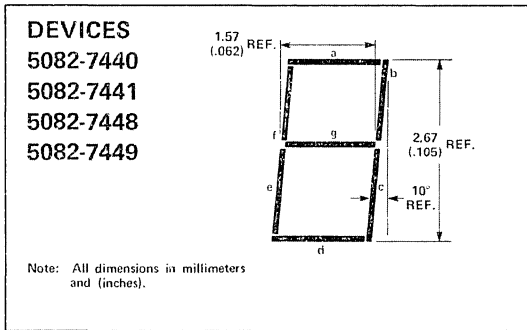 DEVICES
5082-7440
5082-7441
5082-7448
5082-7449
1.57
(.062) REF.
a
b
f
g
2.67
(.105) REF.
e
c
10°
REF.
d
Note: All dimensions in millimeters
and (inches).